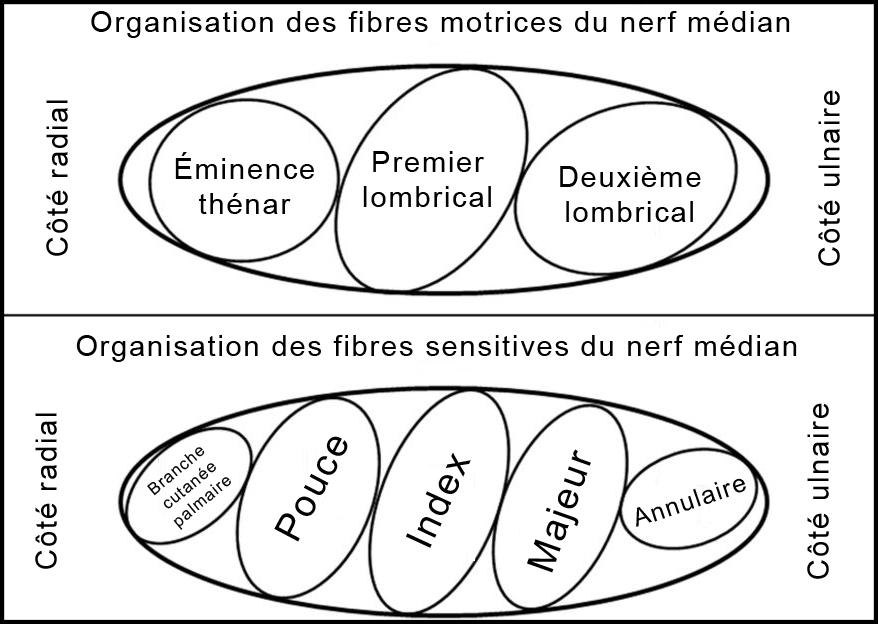 Organisation des fibres motrices du nerf médian
Côté radial
Éminence
thénar
Premier
lombrical
Deuxième
lombrical
Côté ulnaire
Organisation des fibres sensitives du nerf médian
Côté radial
Branche
cutanée
palmaire
Pouce
Index
Majeur
Annulaire
Côté ulnaire